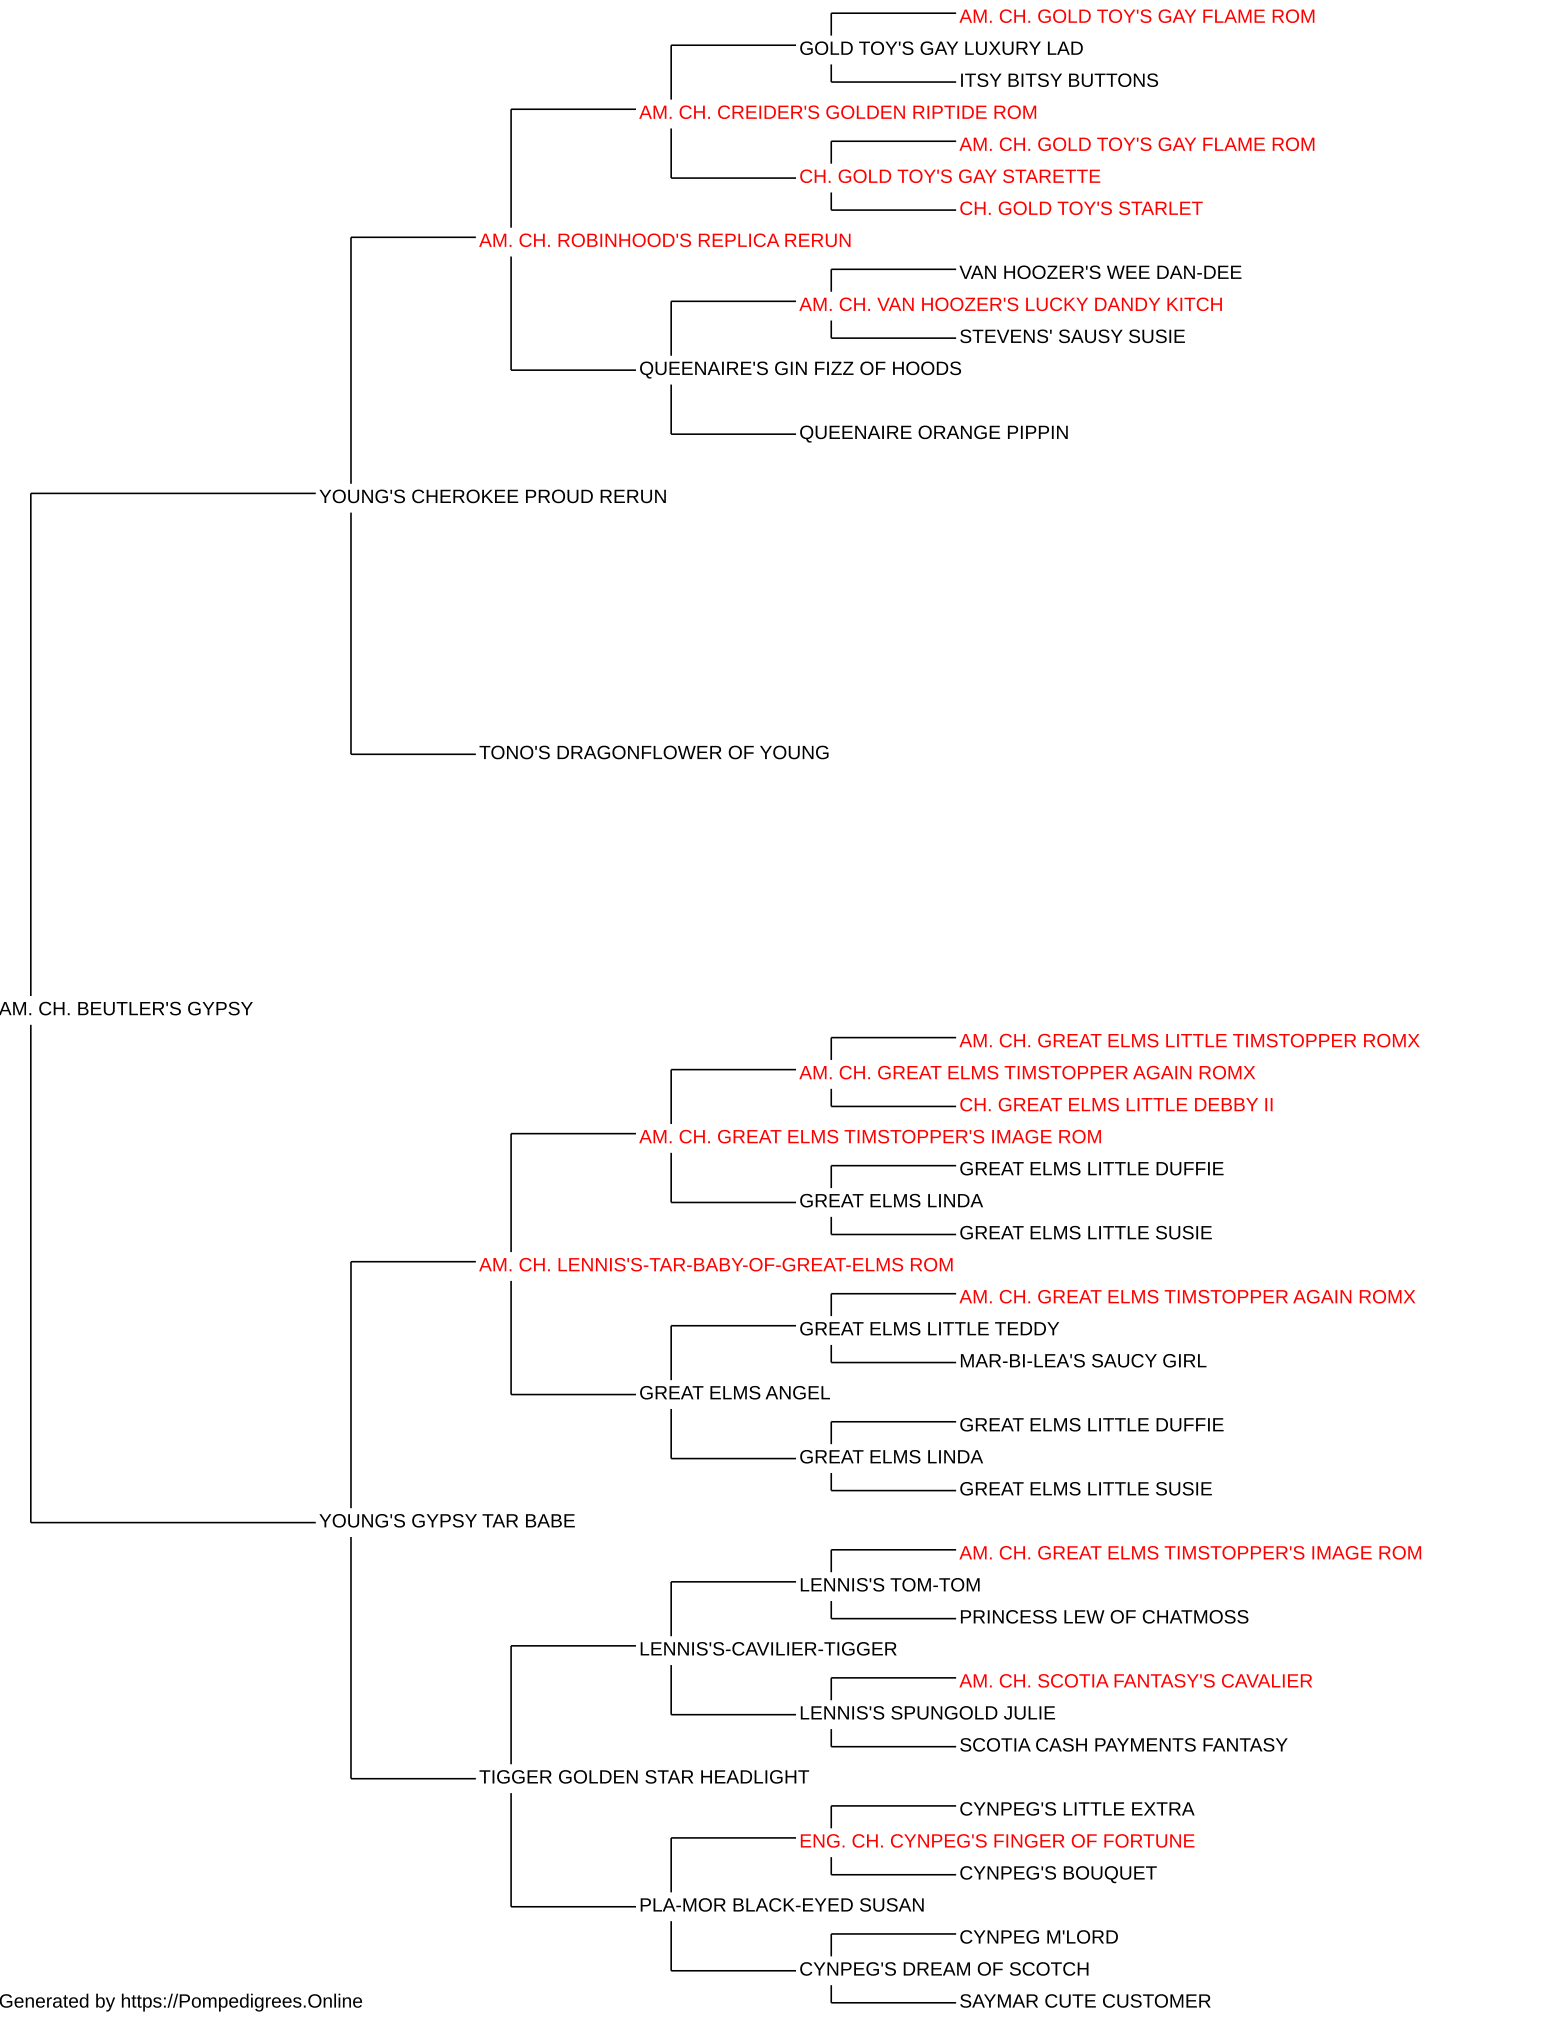 AM. CH. GOLD TOY'S GAY FLAME ROM
GOLD TOY'S GAY LUXURY LAD
ITSY BITSY BUTTONS
AM. CH. CREIDER'S GOLDEN RIPTIDE ROM
AM. CH. GOLD TOY'S GAY FLAME ROM
CH. GOLD TOY'S GAY STARETTE
CH. GOLD TOY'S STARLET
AM. CH. ROBINHOOD'S REPLICA RERUN
VAN HOOZER'S WEE DAN-DEE
AM. CH. VAN HOOZER'S LUCKY DANDY KITCH
STEVENS' SAUSY SUSIE
QUEENAIRE'S GIN FIZZ OF HOODS
QUEENAIRE ORANGE PIPPIN
YOUNG'S CHEROKEE PROUD RERUN
TONO'S DRAGONFLOWER OF YOUNG
AM. CH. BEUTLER'S GYPSY
AM. CH. GREAT ELMS LITTLE TIMSTOPPER ROMX
AM. CH. GREAT ELMS TIMSTOPPER AGAIN ROMX
CH. GREAT ELMS LITTLE DEBBY II
AM. CH. GREAT ELMS TIMSTOPPER'S IMAGE ROM
GREAT ELMS LITTLE DUFFIE
GREAT ELMS LINDA
GREAT ELMS LITTLE SUSIE
AM. CH. LENNIS'S-TAR-BABY-OF-GREAT-ELMS ROM
AM. CH. GREAT ELMS TIMSTOPPER AGAIN ROMX
GREAT ELMS LITTLE TEDDY
MAR-BI-LEA'S SAUCY GIRL
GREAT ELMS ANGEL
GREAT ELMS LITTLE DUFFIE
GREAT ELMS LINDA
GREAT ELMS LITTLE SUSIE
YOUNG'S GYPSY TAR BABE
AM. CH. GREAT ELMS TIMSTOPPER'S IMAGE ROM
LENNIS'S TOM-TOM
PRINCESS LEW OF CHATMOSS
LENNIS'S-CAVILIER-TIGGER
AM. CH. SCOTIA FANTASY'S CAVALIER
LENNIS'S SPUNGOLD JULIE
SCOTIA CASH PAYMENTS FANTASY
TIGGER GOLDEN STAR HEADLIGHT
CYNPEG'S LITTLE EXTRA
ENG. CH. CYNPEG'S FINGER OF FORTUNE
CYNPEG'S BOUQUET
PLA-MOR BLACK-EYED SUSAN
CYNPEG M'LORD
CYNPEG'S DREAM OF SCOTCH
SAYMAR CUTE CUSTOMER
Generated by https://Pompedigrees.Online